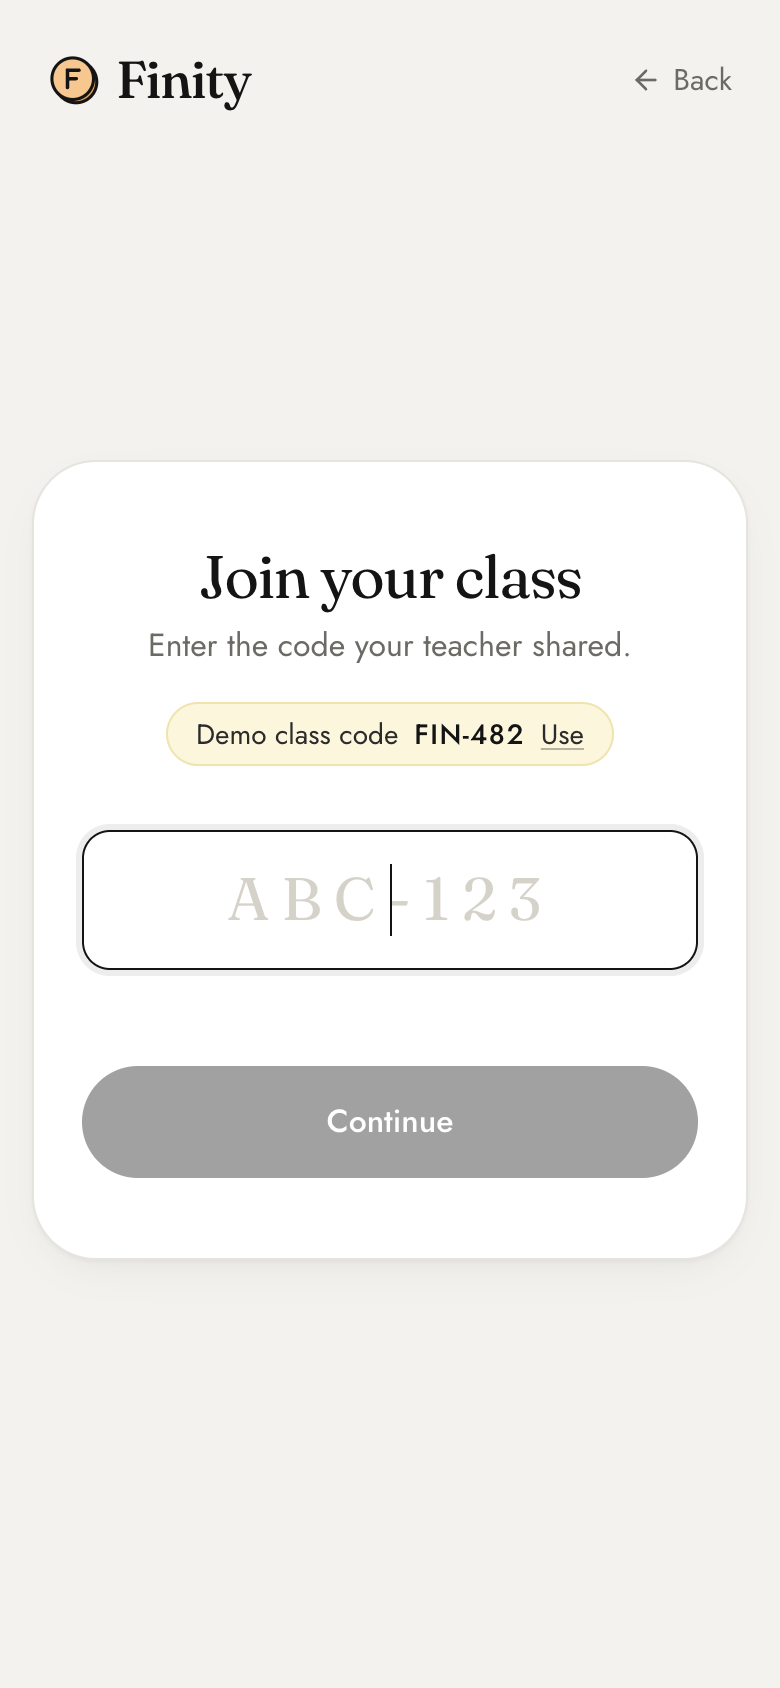 F Finity
← Back
Join your class
Enter the code your teacher shared.
Demo class code FIN-482 Use
ABC-123
Continue